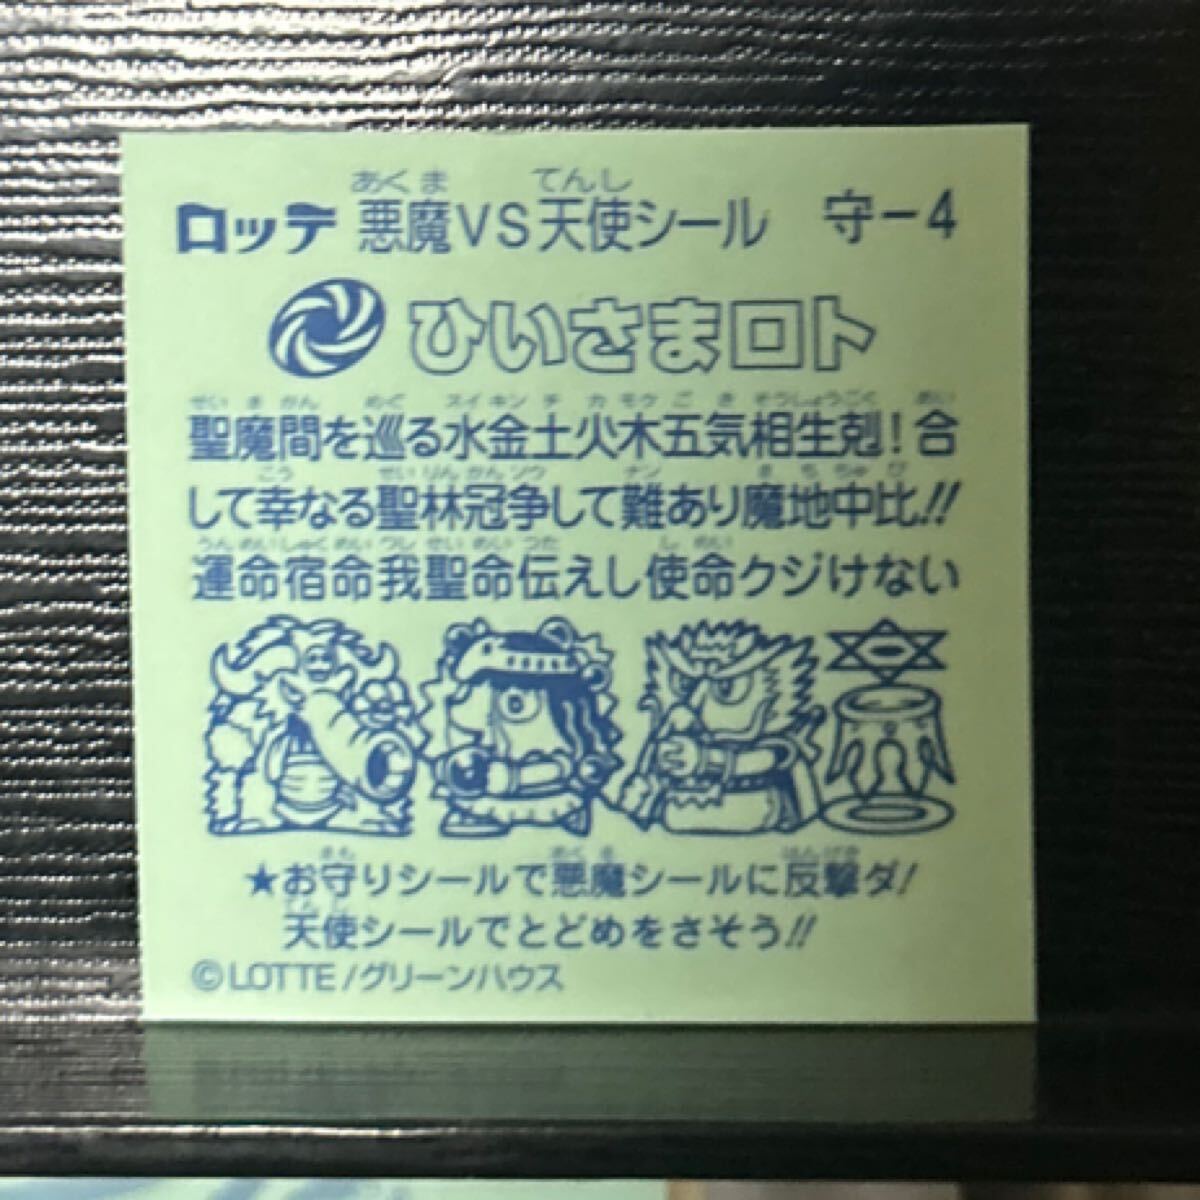 ロッテ 悪魔VS天使シール 守-4
ひいさまロト
聖魔間を巡る水金土火木五気相生剋!合
して幸なる聖林冠争して難あり魔地中比!!
運命宿命我聖命伝えし使命クジけない
★お守りシールで悪魔シールに反撃ダ!
天使シールでとどめをさそう!!
©LOTTE/グリーンハウス